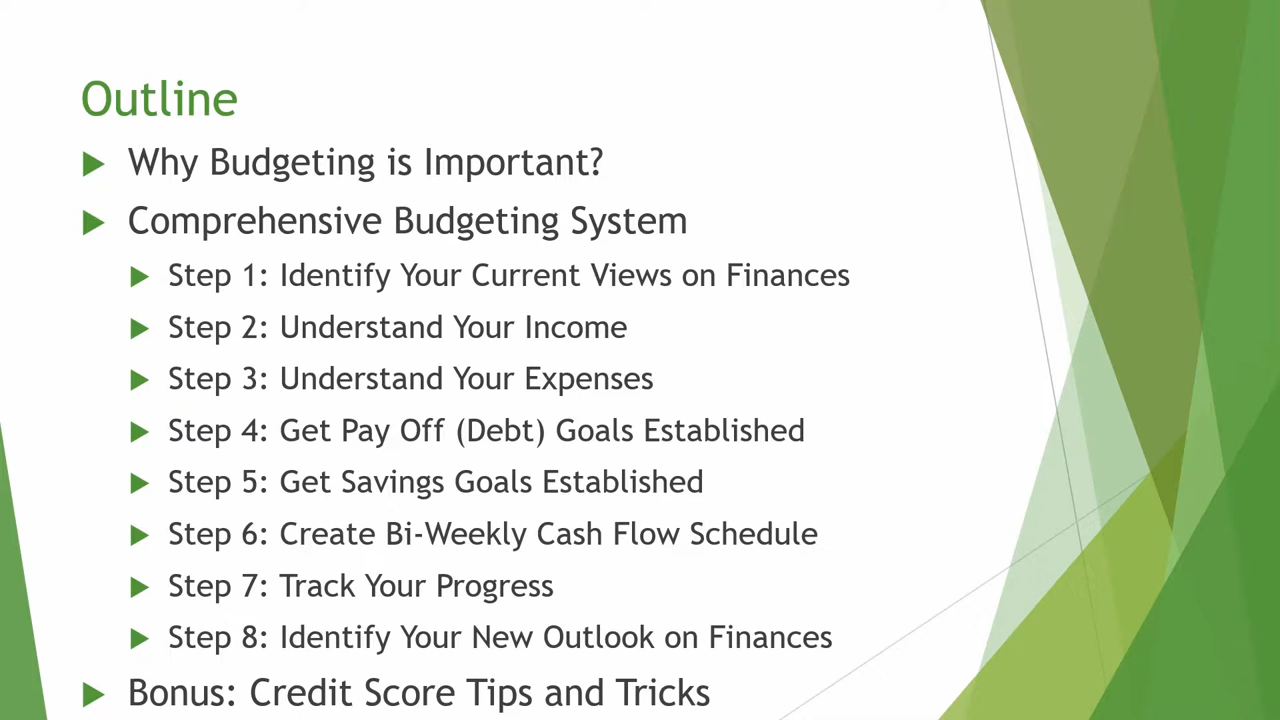 Outline
Why Budgeting is Important?
Comprehensive Budgeting System
Step 1: Identify Your Current Views on Finances
Step 2: Understand Your Income
Step 3: Understand Your Expenses
Step 4: Get Pay Off (Debt) Goals Established
Step 5: Get Savings Goals Established
Step 6: Create Bi-Weekly Cash Flow Schedule
Step 7: Track Your Progress
Step 8: Identify Your New Outlook on Finances
Bonus: Credit Score Tips and Tricks